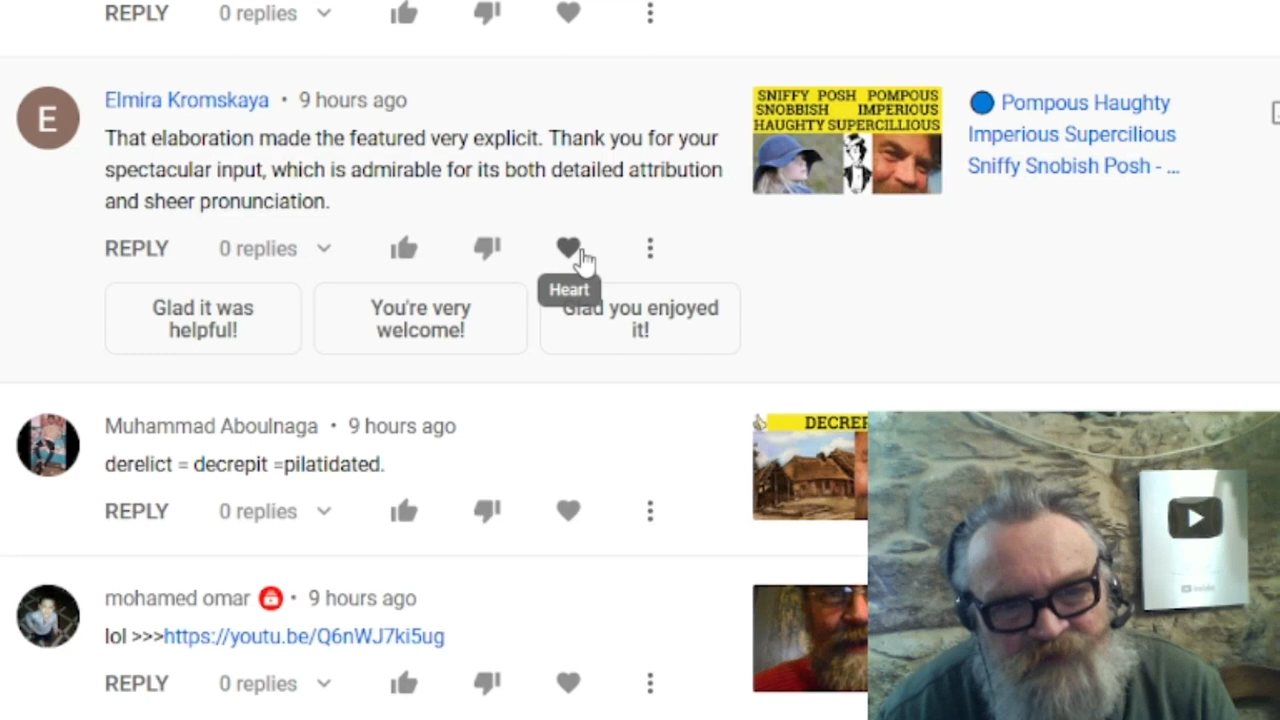 REPLY 0 replies
Elmira Kromskaya • 9 hours ago
That elaboration made the featured very explicit. Thank you for your
spectacular input, which is admirable for its both detailed attribution
and sheer pronunciation.
REPLY 0 replies
Heart
Glad it was
helpful!
You're very
welcome!
Glad you enjoyed
it!
E
SNIFFY POSH POMPOUS
SNOBBISH IMPERIOUS
HAUGHTY SUPERCILLIOUS
Pompous Haughty
Imperious Supercilious
Sniffy Snobish Posh - ...
Muhammad Aboulnaga • 9 hours ago
derelict = decrepit =pilatidated.
REPLY 0 replies
DECREP
mohamed omar • 9 hours ago
lol >>>https://youtu.be/Q6nWJ7ki5ug
REPLY 0 replies
YouTube